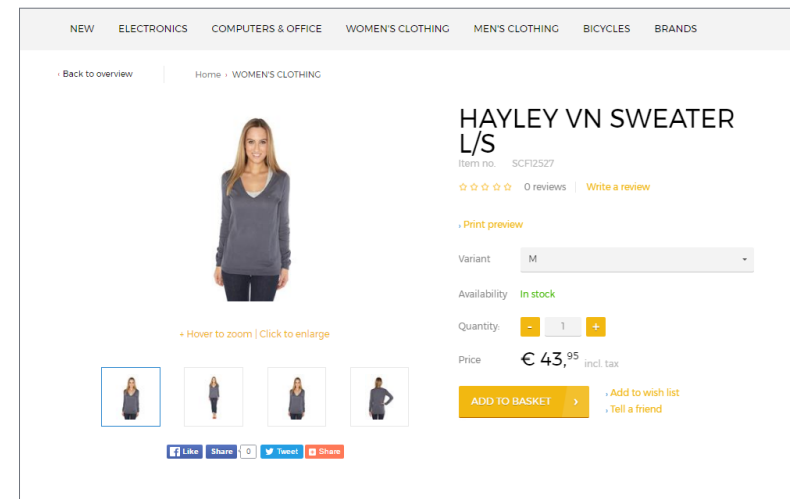 NEW ELECTRONICS COMPUTERS & OFFICE WOMEN'S CLOTHING MEN'S CLOTHING BICYCLES BRANDS
‹ Back to overview
Home › WOMEN'S CLOTHING
HAYLEY VN SWEATER
L/S
Item no. SCF12527
0 reviews | Write a review
› Print preview
Variant M
Availability In stock
Quantity: - 1 +
Price € 43,95 incl. tax
ADD TO BASKET ›
› Add to wish list
› Tell a friend
+ Hover to zoom | Click to enlarge
Like Share 0 Tweet Share